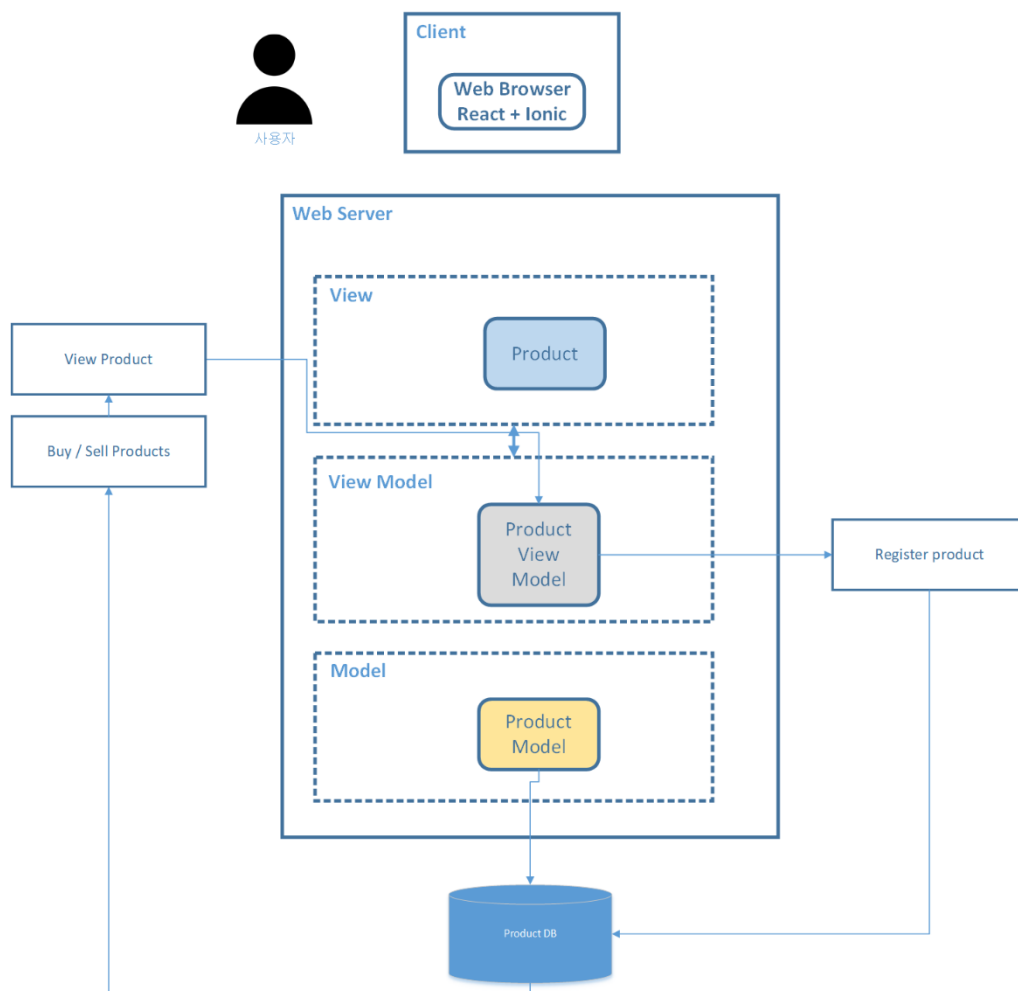 Client
Web Browser
React + Ionic
사용자
Web Server
View
Product
View Product
Buy / Sell Products
View Model
Product
View
Model
Register product
Model
Product
Model
Product DB